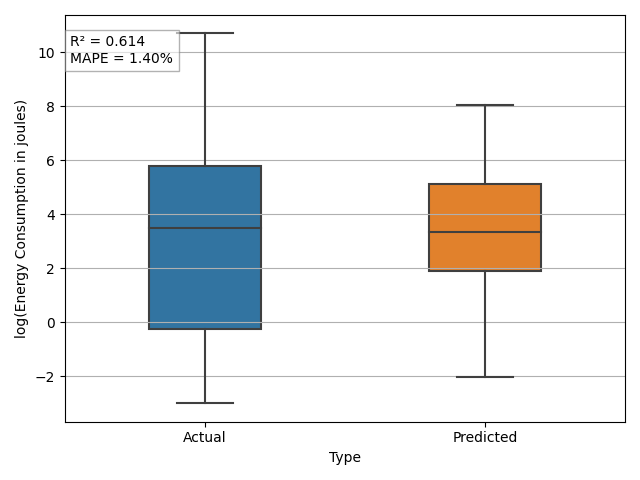 R² = 0.614
MAPE = 1.40%
log(Energy Consumption in joules)
10
8
6
4
2
0
−2
Actual
Predicted
Type